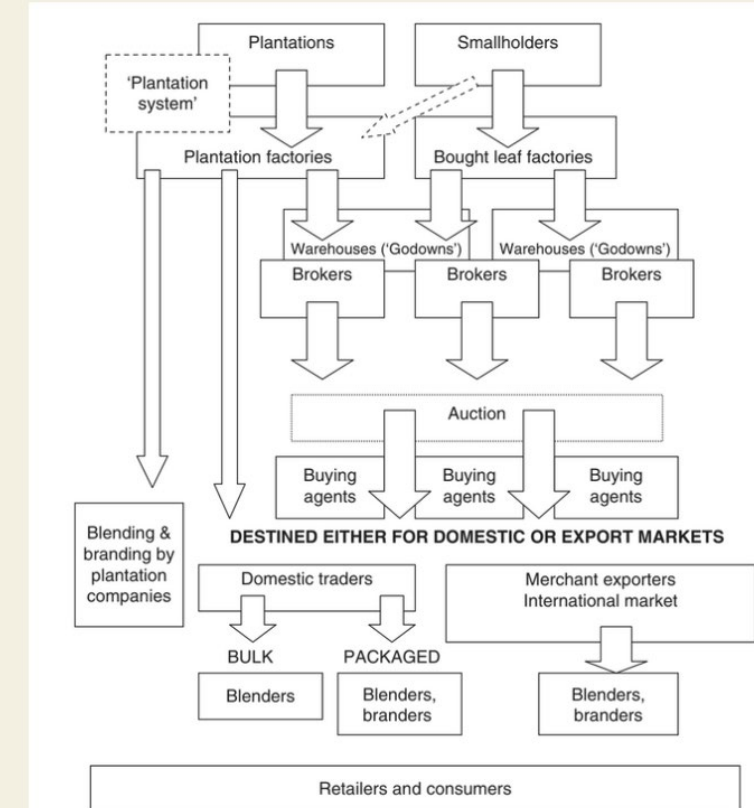 Plantations
Smallholders
‘Plantation
system’
Plantation factories
Bought leaf factories
Warehouses (‘Godowns’)
Warehouses (‘Godowns’)
Brokers
Brokers
Brokers
Auction
Buying
agents
Buying
agents
Buying
agents
Blending &
branding by
plantation
companies
DESTINED EITHER FOR DOMESTIC OR EXPORT MARKETS
Domestic traders
Merchant exporters
International market
BULK
PACKAGED
Blenders
Blenders,
branders
Blenders,
branders
Retailers and consumers